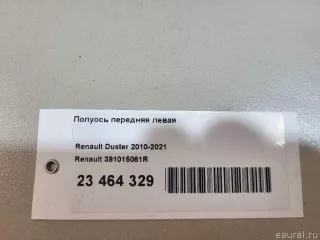 Полуось передняя левая
Renault Duster 2010-2021
Renault 391015061R
23 464 329
eaural.ru